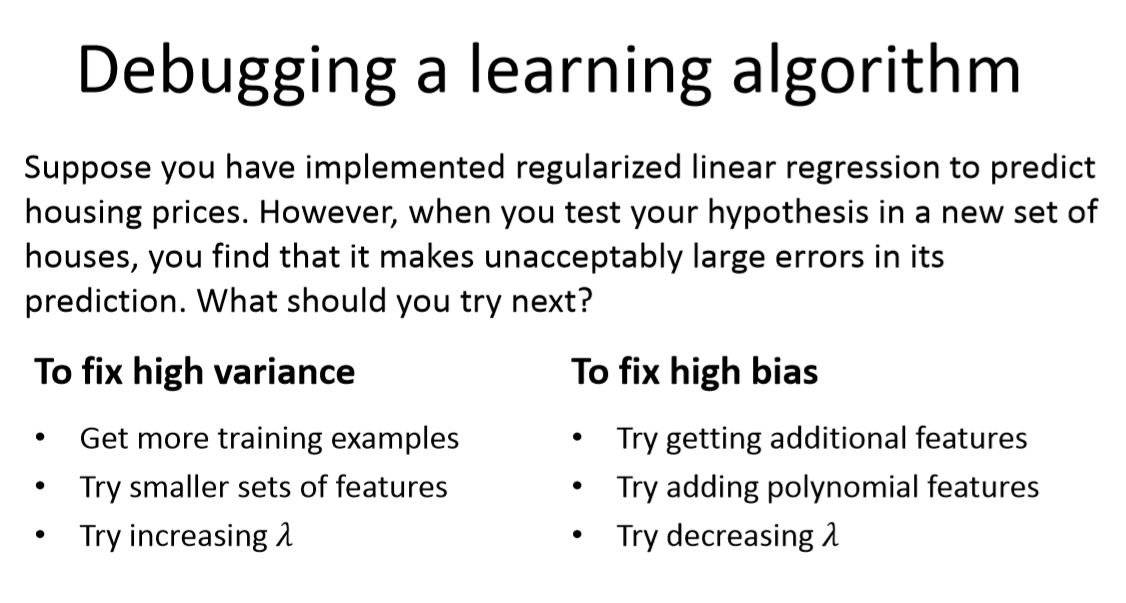 Debugging a learning algorithm
Suppose you have implemented regularized linear regression to predict
housing prices. However, when you test your hypothesis in a new set of
houses, you find that it makes unacceptably large errors in its
prediction. What should you try next?
To fix high variance
• Get more training examples
• Try smaller sets of features
• Try increasing λ
To fix high bias
• Try getting additional features
• Try adding polynomial features
• Try decreasing λ